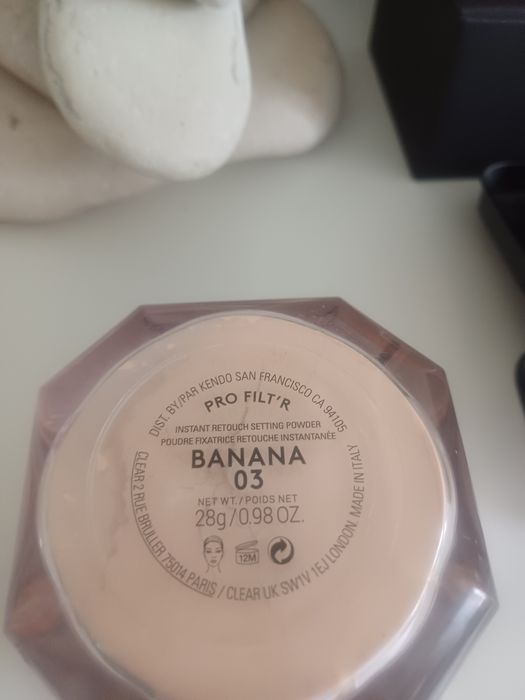 DIST. BY/PAR KENDO SAN FRANCISCO CA 94105
PRO FILT'R
INSTANT RETOUCH SETTING POWDER
POUDRE FIXATRICE RETOUCHE INSTANTANÉE
BANANA
03
NET WT. / POIDS NET
28g/0.98 OZ.
12M
CLEAR 2 RUE BRULLER 75014 PARIS / CLEAR UK SW1V 1EJ LONDON. MADE IN ITALY